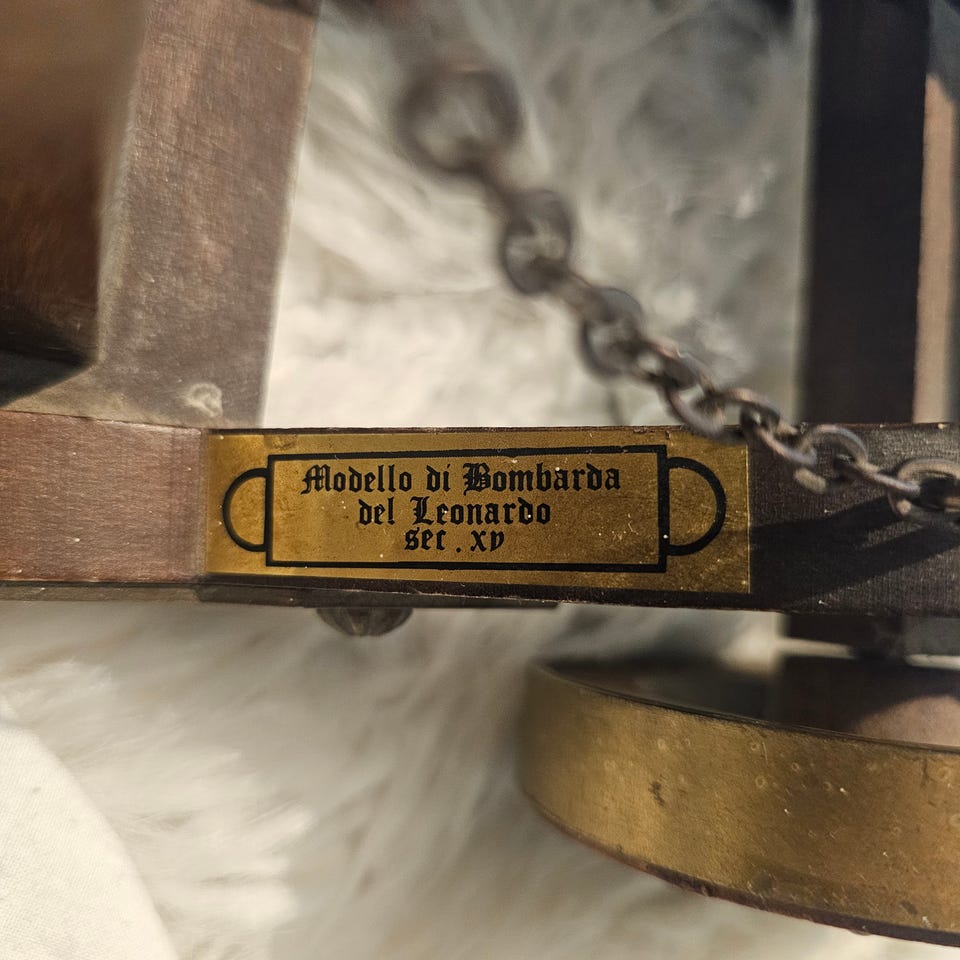 Modello di Bombarda
del Leonardo
sec. xv